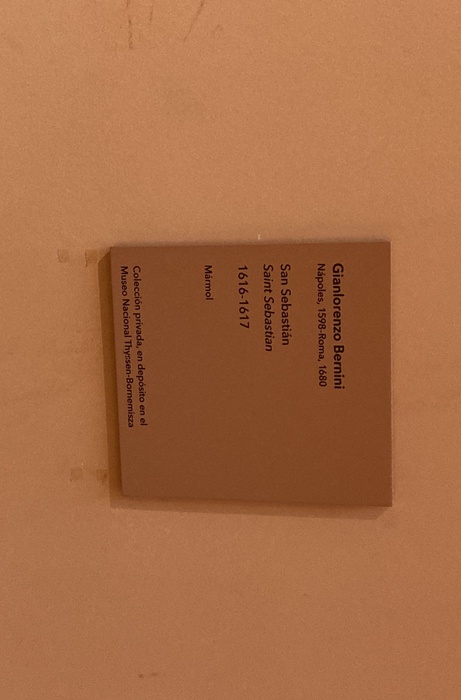 Gianlorenzo Bernini
Nápoles, 1598-Roma, 1680
San Sebastián
Saint Sebastian
1616-1617
Mármol
Colección privada, en depósito en el
Museo Nacional Thyssen-Bornemisza